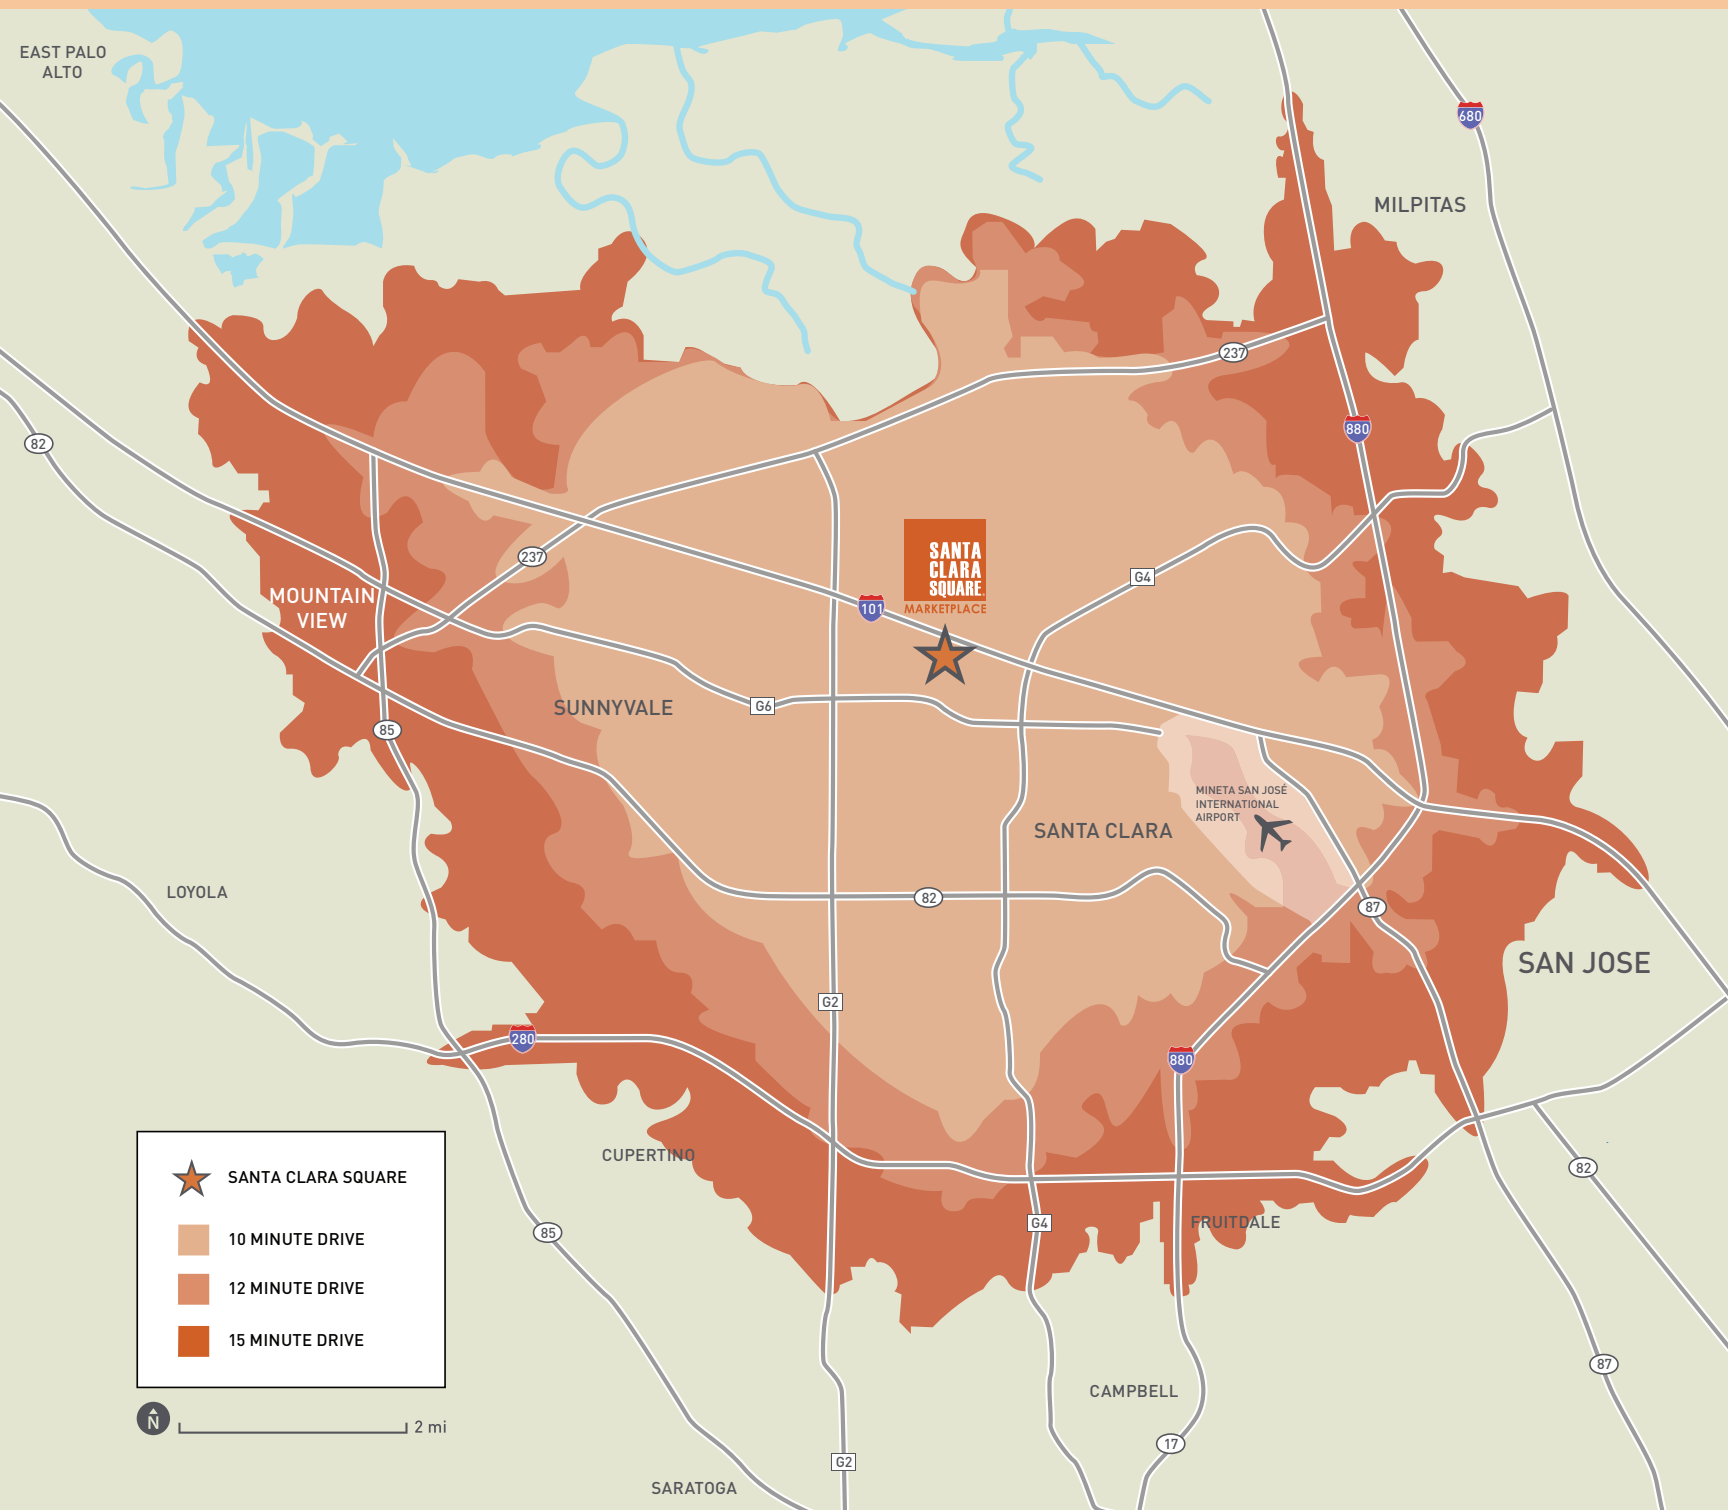 EAST PALO
ALTO
680
MILPITAS
237
880
82
SANTA
CLARA
SQUARE
MARKETPLACE
237
G4
MOUNTAIN
VIEW
101
SUNNYVALE
G6
85
MINETA SAN JOSÉ
INTERNATIONAL
AIRPORT
SANTA CLARA
LOYOLA
82
87
SAN JOSE
G2
280
880
CUPERTINO
82
SANTA CLARA SQUARE
G4
FRUITDALE
85
10 MINUTE DRIVE
12 MINUTE DRIVE
15 MINUTE DRIVE
87
CAMPBELL
N
2 mi
17
G2
SARATOGA